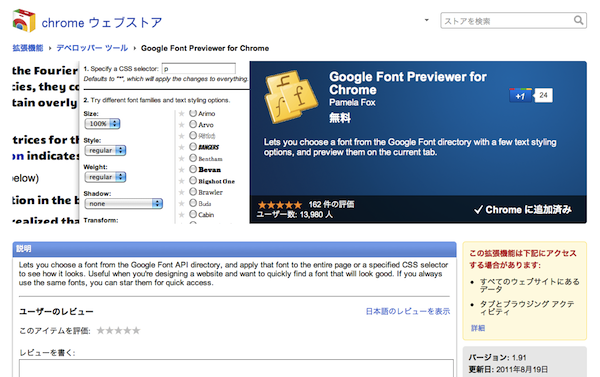 chrome ウェブストア
ストアを検索
拡張機能 ▸ デベロッパー ツール ▸ Google Font Previewer for Chrome
the Fourier
cies, they co
tain overly
trices for th
on indicates
below)
tion in the b
realized that
1. Specify a CSS selector: p
Defaults to "*", which will apply the changes to everything.
2. Try different font families and text styling options.
Size:
100%
Style:
regular
Weight:
regular
Shadow:
none
Transform:
Arimo
Arvo
BANGERS
Bentham
Bevan
Bigshot One
Brawler
Buda
Cabin
Google Font Previewer for
Chrome
Pamela Fox
無料
+1 24
Lets you choose a font from the Google Font directory with a few text styling
options, and preview them on the current tab.
162 件の評価
ユーザー数: 13,980 人
✓ Chrome に追加済み
説明
Lets you choose a font from the Google Font API directory, and apply that font to the entire page or a specified CSS selector
to see how it looks. Useful when you're designing a website and want to quickly find a font that will look good. If you always
use the same fonts, you can star them for quick access.
ユーザーのレビュー
日本語のレビューを表示
このアイテムを評価:
レビューを書く:
この拡張機能は下記にアクセス
する場合があります:
• すべてのウェブサイトにある
データ
• タブとブラウジング アクテ
ィビティ
詳細
バージョン: 1.91
更新日: 2011年8月19日